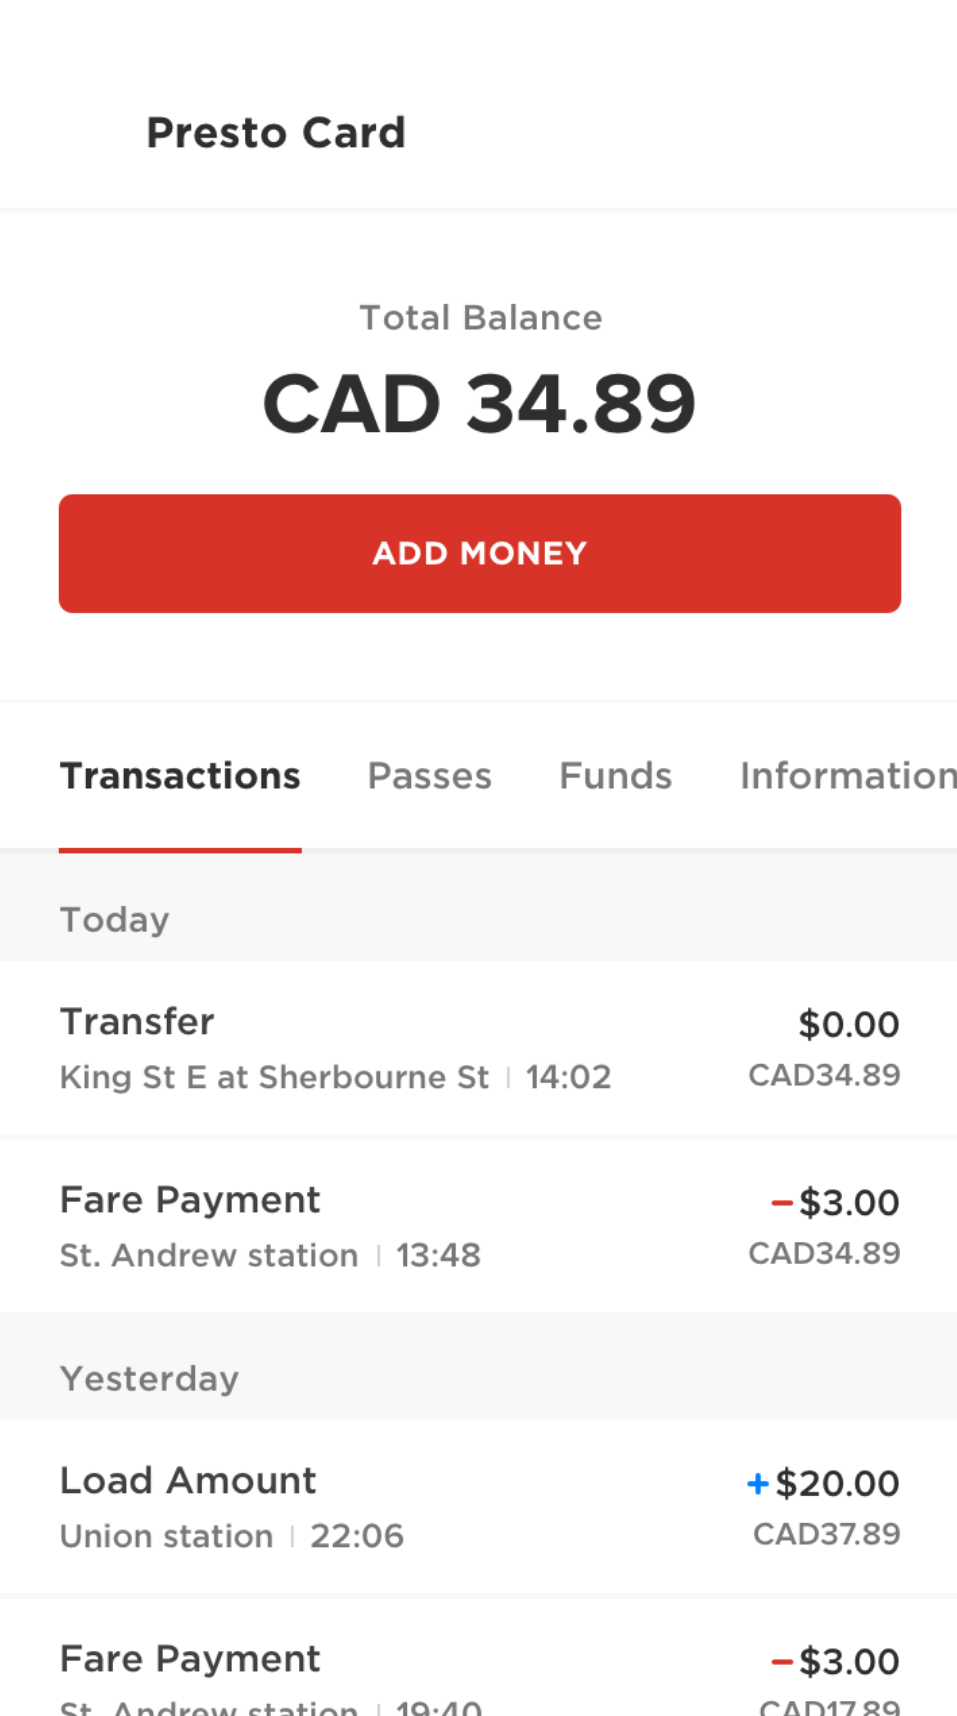 Presto Card
Total Balance
CAD 34.89
ADD MONEY
Transactions Passes Funds Information
Today
Transfer $0.00
King St E at Sherbourne St | 14:02 CAD34.89
Fare Payment −$3.00
St. Andrew station | 13:48 CAD34.89
Yesterday
Load Amount +$20.00
Union station | 22:06 CAD37.89
Fare Payment −$3.00
St. Andrew station | 19:40 CAD17.89